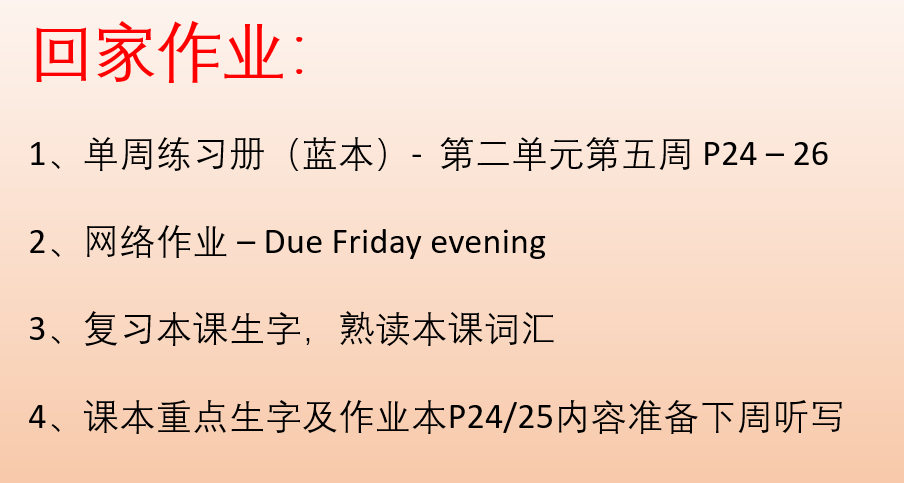 回家作业：
1、单周练习册（蓝本）- 第二单元第五周 P24 – 26
2、网络作业 – Due Friday evening
3、复习本课生字，熟读本课词汇
4、课本重点生字及作业本P24/25内容准备下周听写